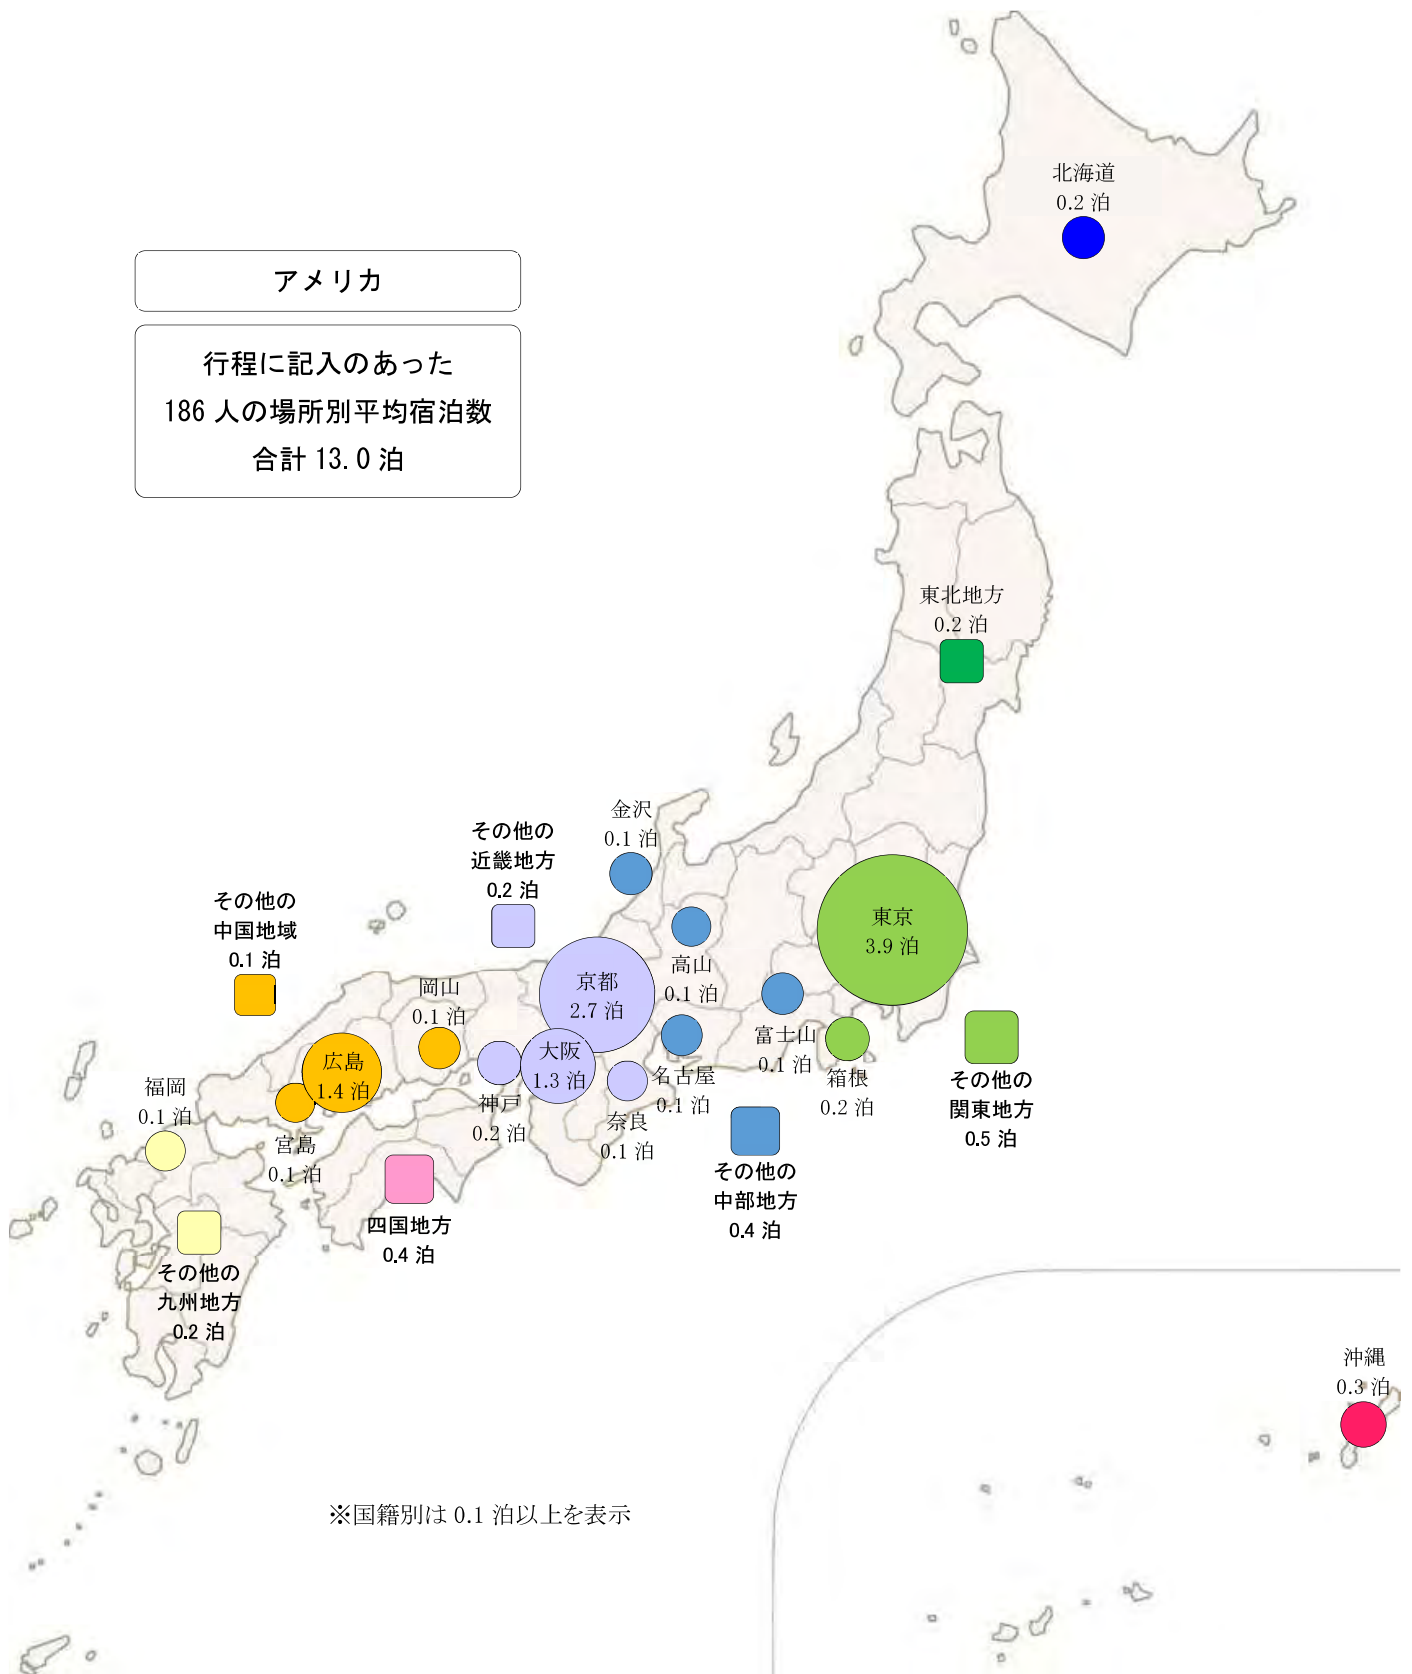 北海道
0.2 泊
アメリカ
行程に記入のあった
186 人の場所別平均宿泊数
合計 13.0 泊
東北地方
0.2 泊
金沢
0.1 泊
その他の
近畿地方
0.2 泊
その他の
中国地域
0.1 泊
東京
3.9 泊
高山
0.1 泊
京都
2.7 泊
岡山
0.1 泊
富士山
0.1 泊
大阪
1.3 泊
広島
1.4 泊
箱根
0.2 泊
名古屋
0.1 泊
その他の
関東地方
0.5 泊
福岡
0.1 泊
神戸
0.2 泊
奈良
0.1 泊
宮島
0.1 泊
その他の
中部地方
0.4 泊
四国地方
0.4 泊
その他の
九州地方
0.2 泊
沖縄
0.3 泊
※国籍別は 0.1 泊以上を表示